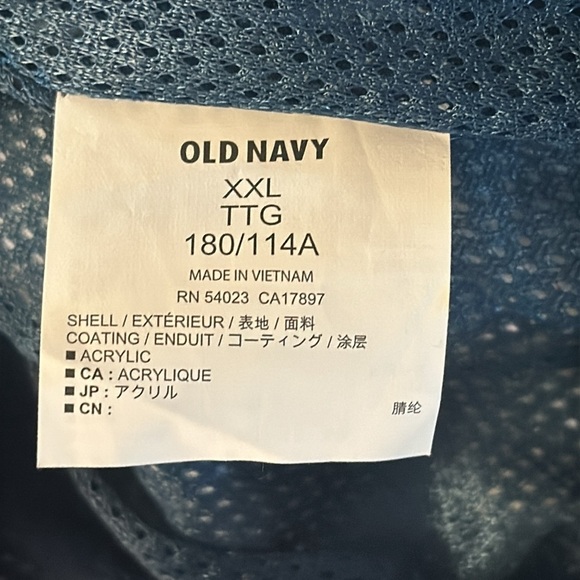 OLD NAVY
XXL
TTG
180/114A
MADE IN VIETNAM
RN 54023 CA17897
SHELL / EXTÉRIEUR / 表地 / 面料
COATING / ENDUIT / コーティング / 涂层
■ ACRYLIC
■ CA : ACRYLIQUE
■ JP : アクリル
■ CN : 腈纶